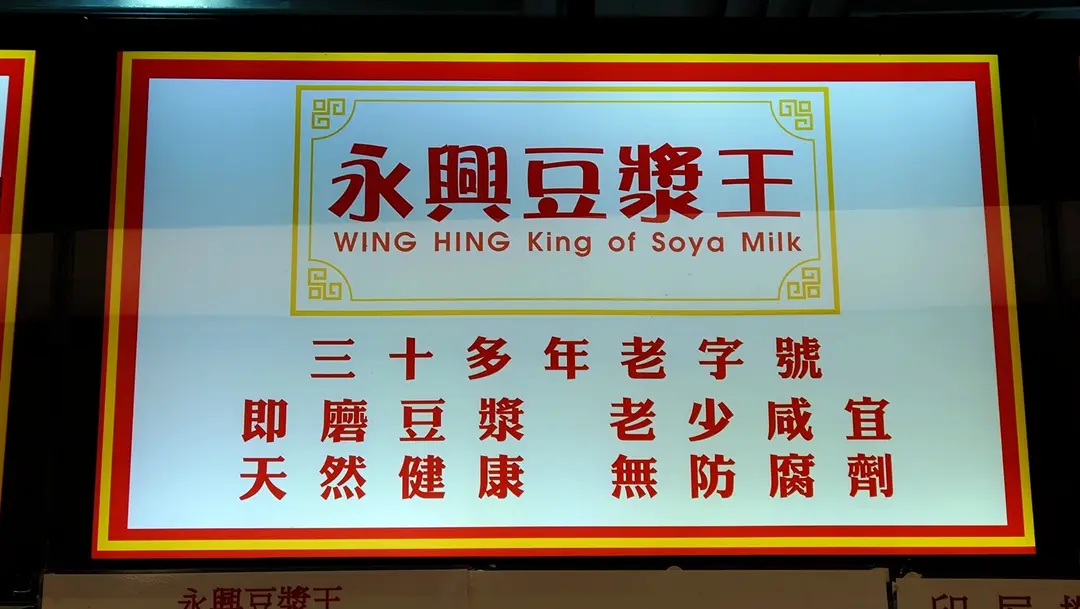 永興豆漿王
WING HING King of Soya Milk
三十多年老字號
即磨豆漿 老少咸宜
天然健康 無防腐劑
永興豆漿王